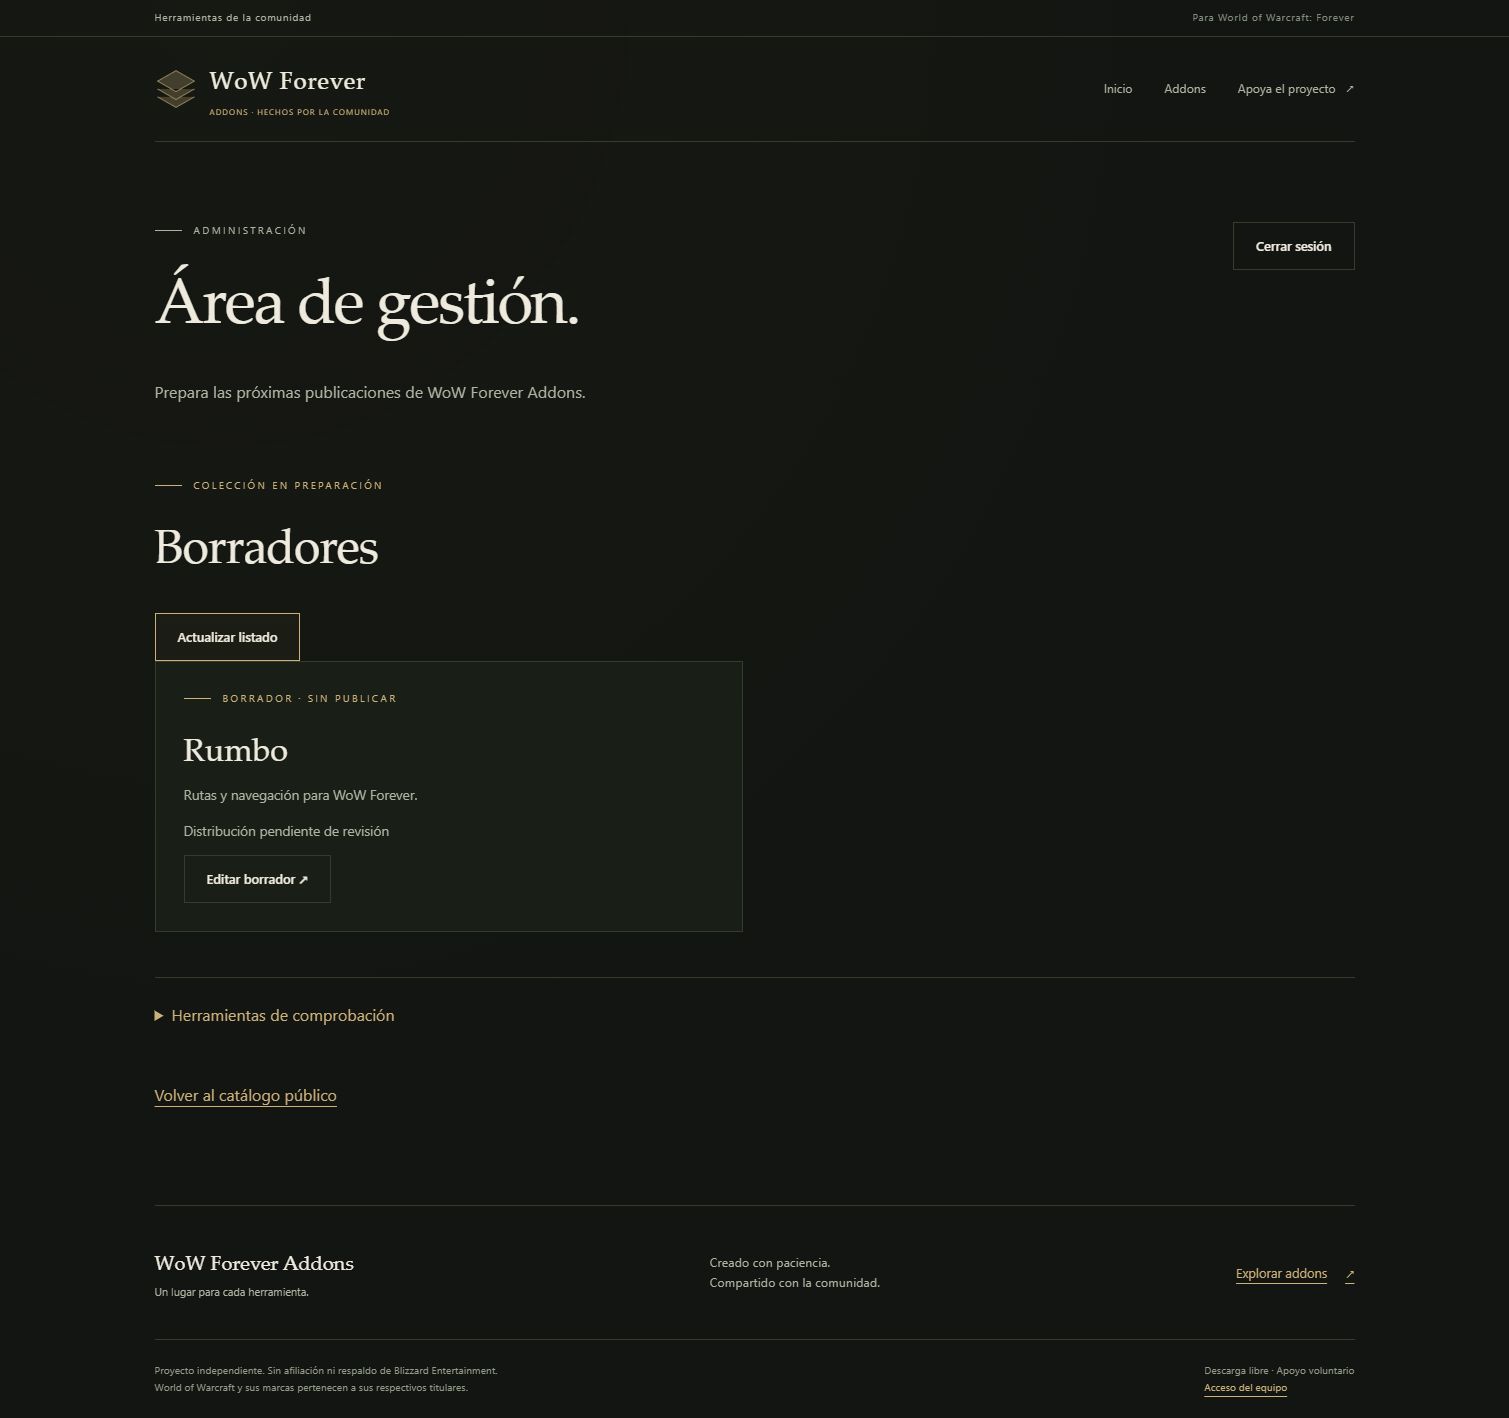 Herramientas de la comunidad
Para World of Warcraft: Forever
WoW Forever
ADDONS · HECHOS POR LA COMUNIDAD
Inicio
Addons
Apoya el proyecto ↗
ADMINISTRACIÓN
Cerrar sesión
Área de gestión.
Prepara las próximas publicaciones de WoW Forever Addons.
COLECCIÓN EN PREPARACIÓN
Borradores
Actualizar listado
BORRADOR · SIN PUBLICAR
Rumbo
Rutas y navegación para WoW Forever.
Distribución pendiente de revisión
Editar borrador ↗
Herramientas de comprobación
Volver al catálogo público
WoW Forever Addons
Un lugar para cada herramienta.
Creado con paciencia.
Compartido con la comunidad.
Explorar addons ↗
Proyecto independiente. Sin afiliación ni respaldo de Blizzard Entertainment.
World of Warcraft y sus marcas pertenecen a sus respectivos titulares.
Descarga libre · Apoyo voluntario
Acceso del equipo